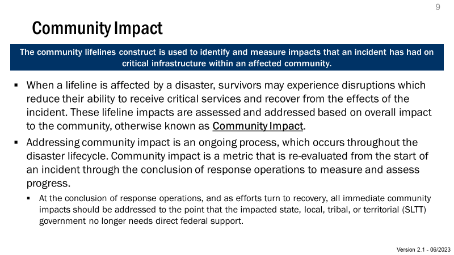 9
Community Impact
The community lifelines construct is used to identify and measure impacts that an incident has had on
critical infrastructure within an affected community.
▪ When a lifeline is affected by a disaster, survivors may experience disruptions which
reduce their ability to receive critical services and recover from the effects of the
incident. These lifeline impacts are assessed and addressed based on overall impact
to the community, otherwise known as Community Impact.
▪ Addressing community impact is an ongoing process, which occurs throughout the
disaster lifecycle. Community impact is a metric that is re-evaluated from the start of
an incident through the conclusion of response operations to measure and assess
progress.
▪ At the conclusion of response operations, and as efforts turn to recovery, all immediate community
impacts should be addressed to the point that the impacted state, local, tribal, or territorial (SLTT)
government no longer needs direct federal support.
Version 2.1 - 06/2023